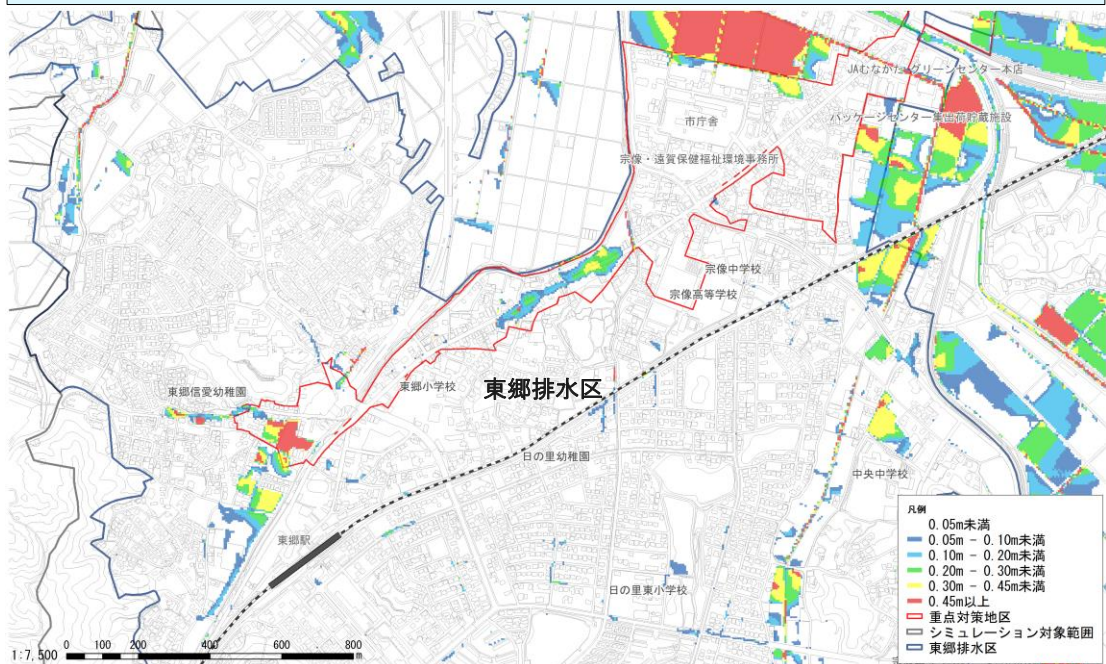 JAむなかた グリーンセンター本店
パッケージセンター集出荷貯蔵施設
市庁舎
宗像・遠賀保健福祉環境事務所
宗像中学校
宗像高等学校
東郷小学校
東郷排水区
東郷信愛幼稚園
日の里幼稚園
中央中学校
東郷駅
日の里東小学校
凡例
0.05m未満
0.05m - 0.10m未満
0.10m - 0.20m未満
0.20m - 0.30m未満
0.30m - 0.45m未満
0.45m以上
重点対策地区
シミュレーション対象範囲
東郷排水区
1:7,500 0 100 200 400 600 800
m